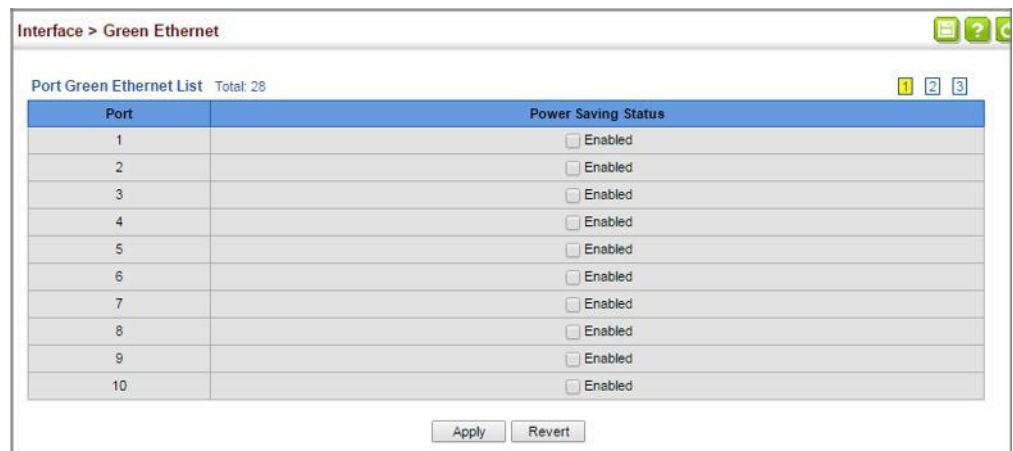 Interface > Green Ethernet
?
Port Green Ethernet List Total: 28 1 2 3
Port Power Saving Status
1 Enabled
2 Enabled
3 Enabled
4 Enabled
5 Enabled
6 Enabled
7 Enabled
8 Enabled
9 Enabled
10 Enabled
Apply Revert